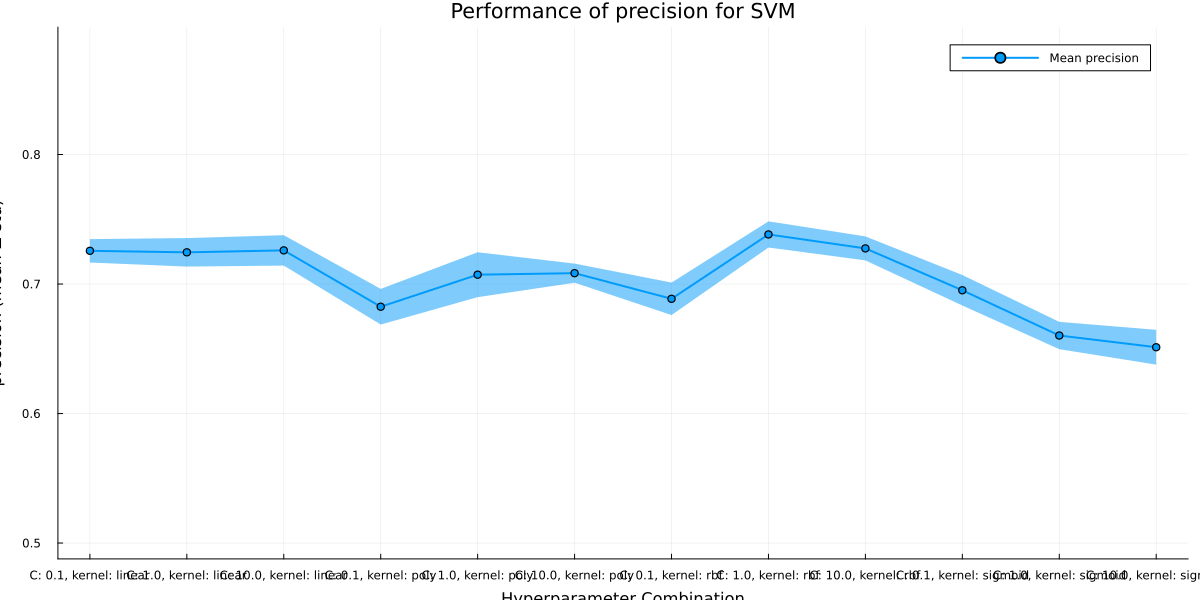 Performance of precision for SVM
Mean precision
0.8
0.7
0.6
0.5
C: 0.1, kernel: linear
C: 1.0, kernel: linear
C: 10.0, kernel: linear
C: 0.1, kernel: poly
C: 1.0, kernel: poly
C: 10.0, kernel: poly
C: 0.1, kernel: rbf
C: 1.0, kernel: rbf
C: 10.0, kernel: rbf
C: 0.1, kernel: sigmoid
C: 1.0, kernel: sigmoid
C: 10.0, kernel: sigm
Hyperparameter Combination